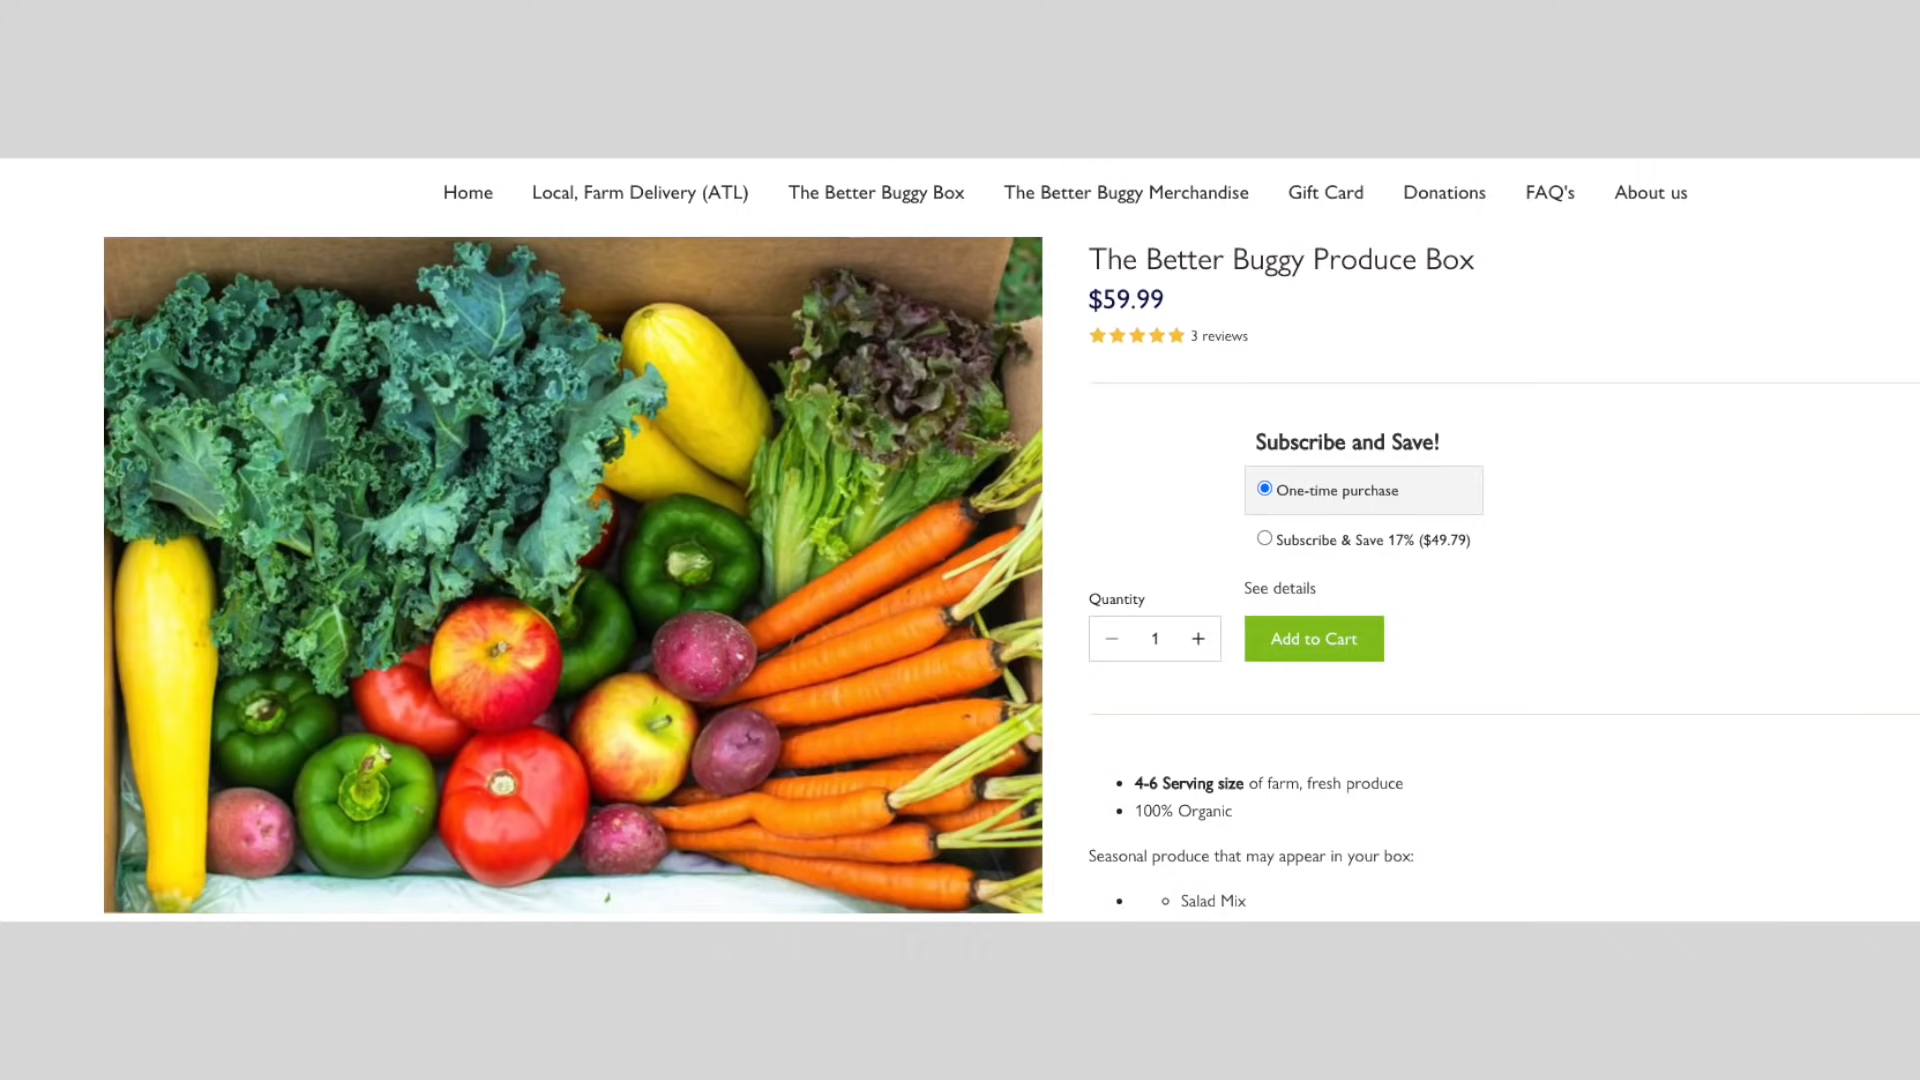 Home Local, Farm Delivery (ATL) The Better Buggy Box The Better Buggy Merchandise Gift Card Donations FAQ's About us
The Better Buggy Produce Box
$59.99
3 reviews
Subscribe and Save!
One-time purchase
Subscribe & Save 17% ($49.79)
See details
Quantity
1
Add to Cart
4-6 Serving size of farm, fresh produce
100% Organic
Seasonal produce that may appear in your box:
Salad Mix